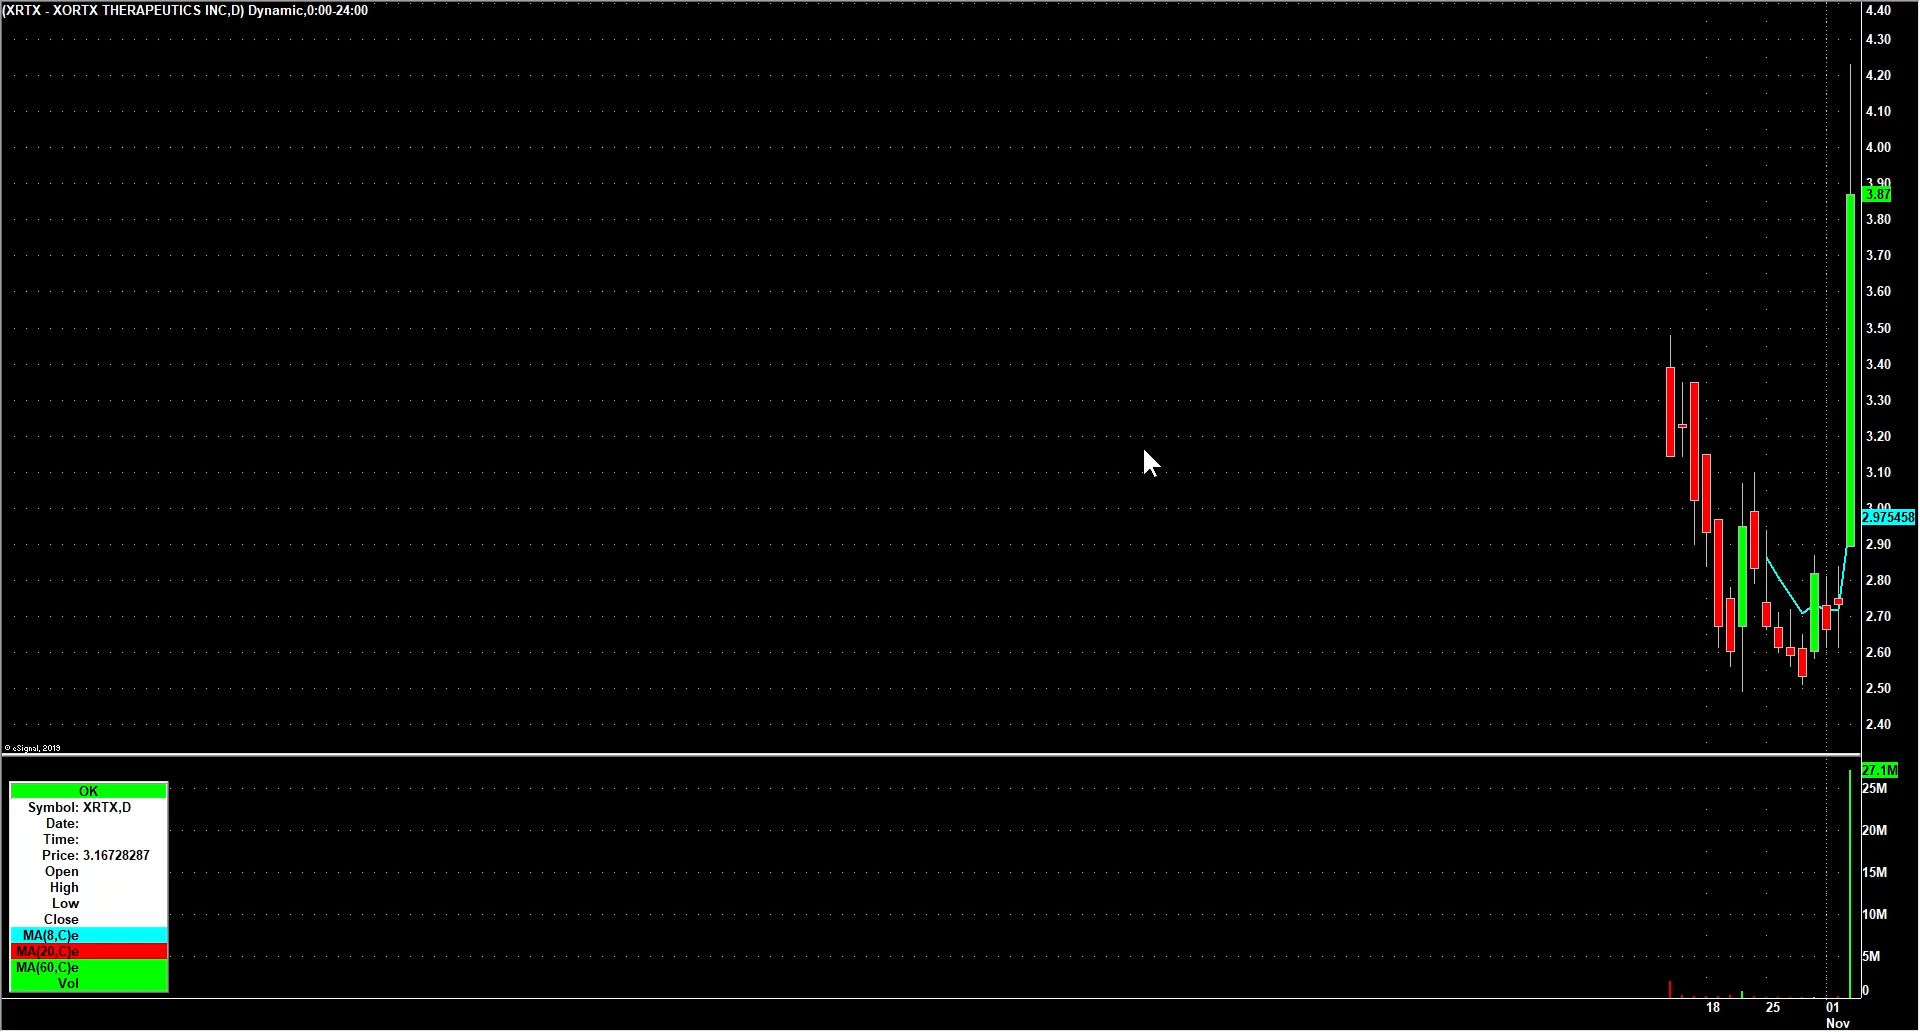 (XRTX - XORTX THERAPEUTICS INC,D) Dynamic,0:00-24:00
4.40
4.30
4.20
4.10
4.00
3.90
3.87
3.80
3.70
3.60
3.50
3.40
3.30
3.20
3.10
3.00
2.975458
2.90
2.80
2.70
2.60
2.50
2.40
© eSignal, 2019
27.1M
25M
20M
15M
10M
5M
0
OK
Symbol: XRTX,D
Date:
Time:
Price: 3.16728287
Open
High
Low
Close
MA(8,C)e
MA(20,C)e
MA(60,C)e
Vol
18 25 01
Nov